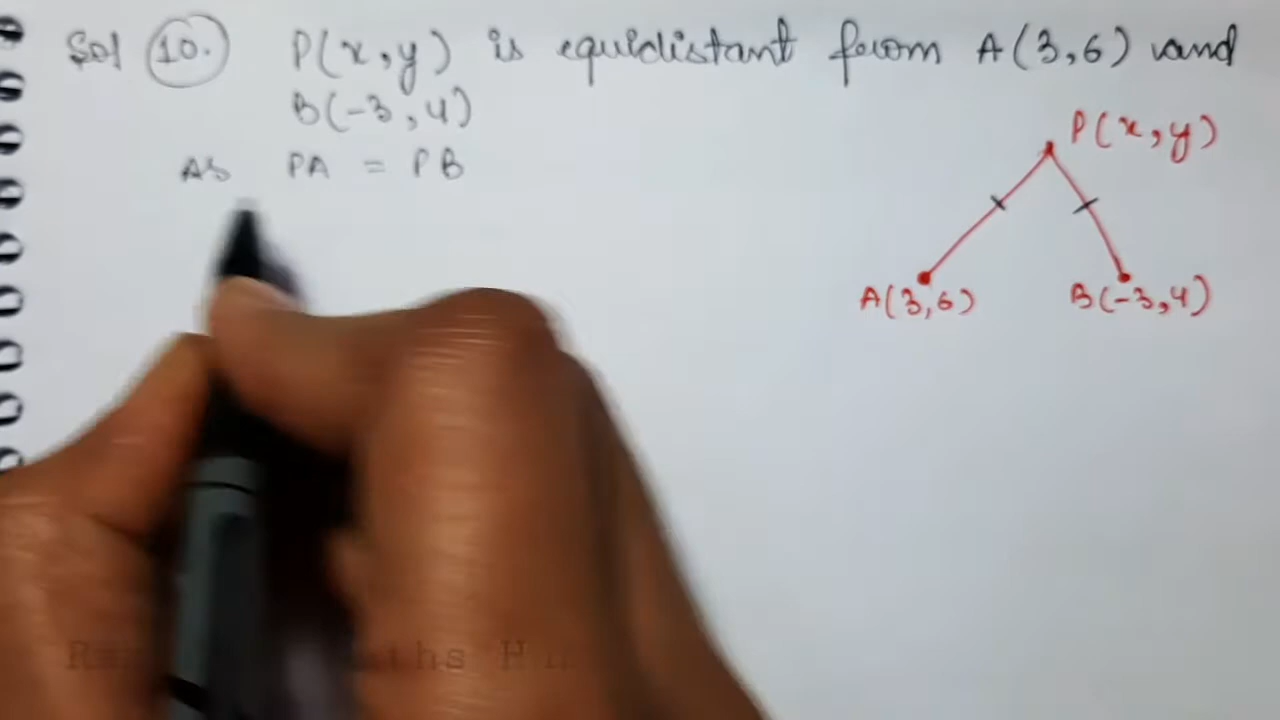 Sol 10. P(x,y) is equidistant from A(3,6) and
B(-3,4)
As PA = PB
P(x,y)
A(3,6)
B(-3,4)